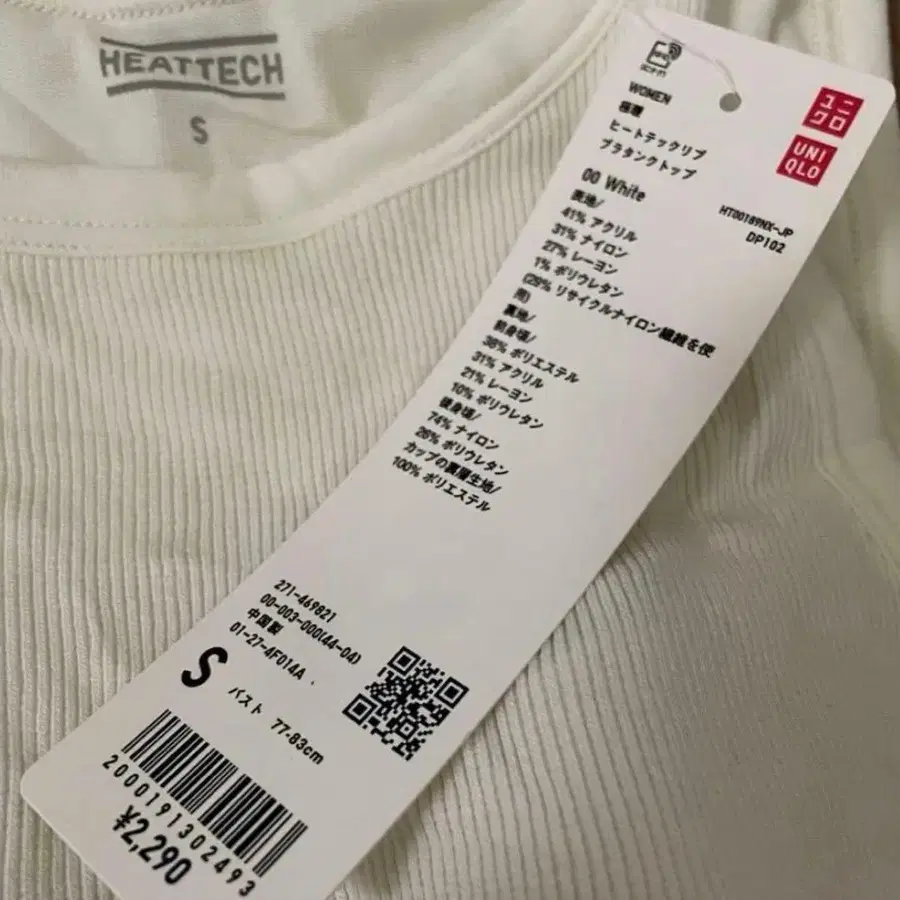 HEATTECH
S
WOMEN
極暖
ヒートテックリブ
ブラタンクトップ
ユニクロ
UNIQLO
00 White
HT00189NX-JP
DP102
表地/
41% アクリル
31% ナイロン
27% レーヨン
1% ポリウレタン
(29% リサイクルナイロン繊維を使
用)
裏地/
前身頃/
38% ポリエステル
31% アクリル
21% レーヨン
10% ポリウレタン
後身頃/
74% ナイロン
26% ポリウレタン
カップの裏層生地/
100% ポリエステル
271-469821
00-003-000(44-04)
中国製
01-27-4F014A
S
バスト 77-83cm
2000191302493
¥2,290